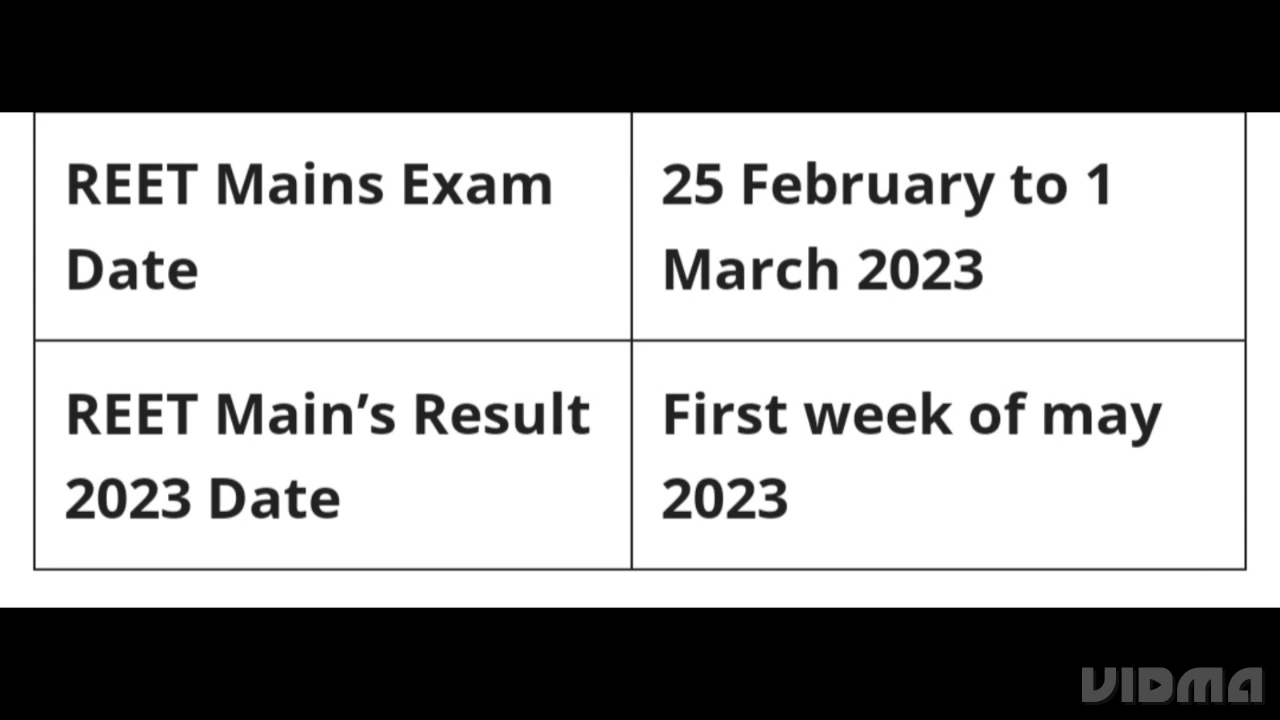 REET Mains Exam
Date
25 February to 1
March 2023
REET Main’s Result
2023 Date
First week of may
2023
VIDMA